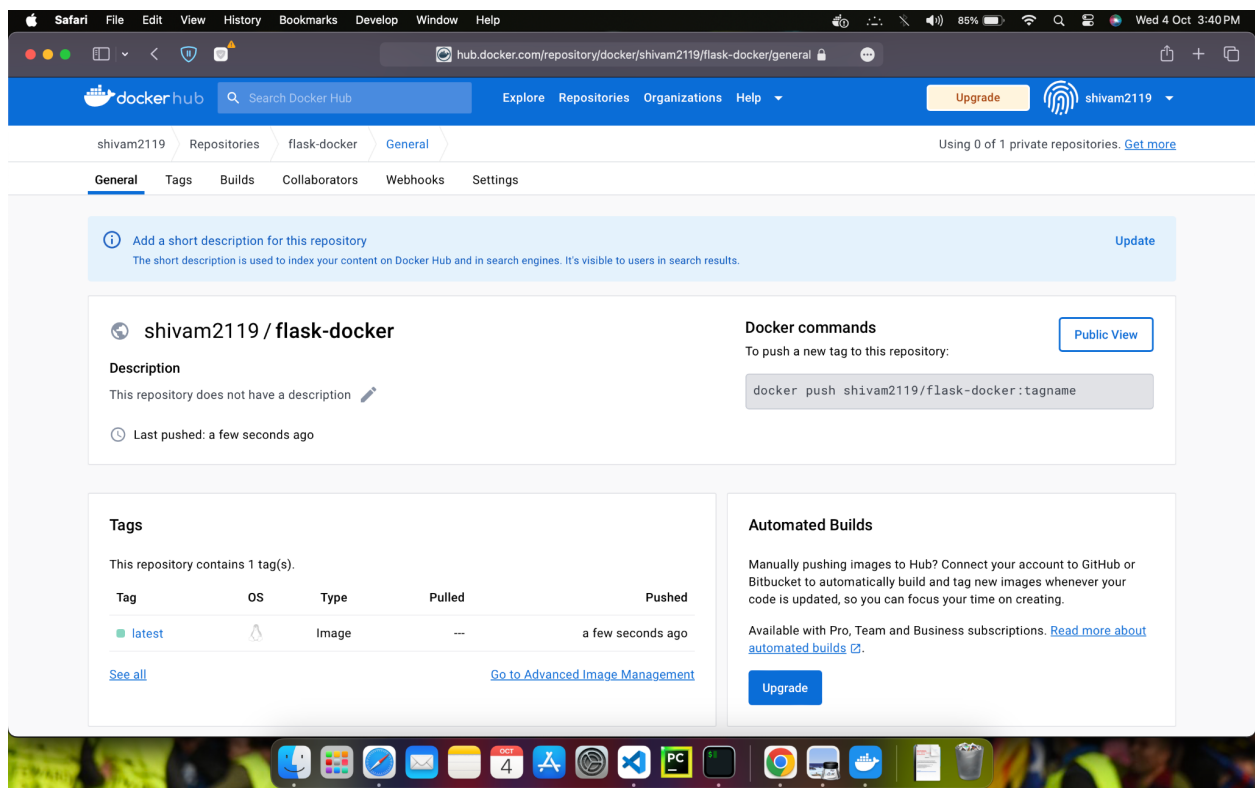 Safari File Edit View History Bookmarks Develop Window Help 85% Wed 4 Oct 3:40 PM
hub.docker.com/repository/docker/shivam2119/flask-docker/general
dockerhub Search Docker Hub Explore Repositories Organizations Help Upgrade shivam2119
shivam2119 Repositories flask-docker General Using 0 of 1 private repositories. Get more
General Tags Builds Collaborators Webhooks Settings
Add a short description for this repository Update
The short description is used to index your content on Docker Hub and in search engines. It's visible to users in search results.
shivam2119 / flask-docker
Description
This repository does not have a description
Last pushed: a few seconds ago
Docker commands Public View
To push a new tag to this repository:
docker push shivam2119/flask-docker:tagname
Tags
This repository contains 1 tag(s).
Tag OS Type Pulled Pushed
latest Image --- a few seconds ago
See all Go to Advanced Image Management
Automated Builds
Manually pushing images to Hub? Connect your account to GitHub or
Bitbucket to automatically build and tag new images whenever your
code is updated, so you can focus your time on creating.
Available with Pro, Team and Business subscriptions. Read more about
automated builds.
Upgrade
OCT
4
PC